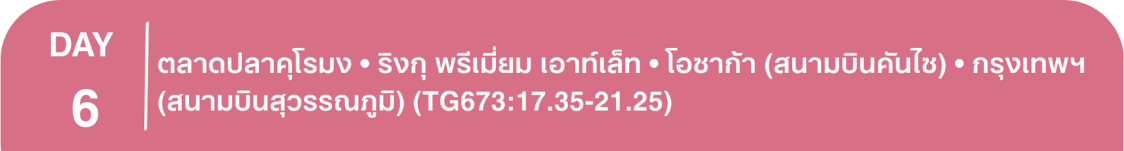 DAY
6
ตลาดปลาคุโรมง • ริงกุ พรีเมี่ยม เอาท์เล็ท • โอซาก้า (สนามบินคันไซ) • กรุงเทพฯ
(สนามบินสุวรรณภูมิ) (TG673:17.35-21.25)